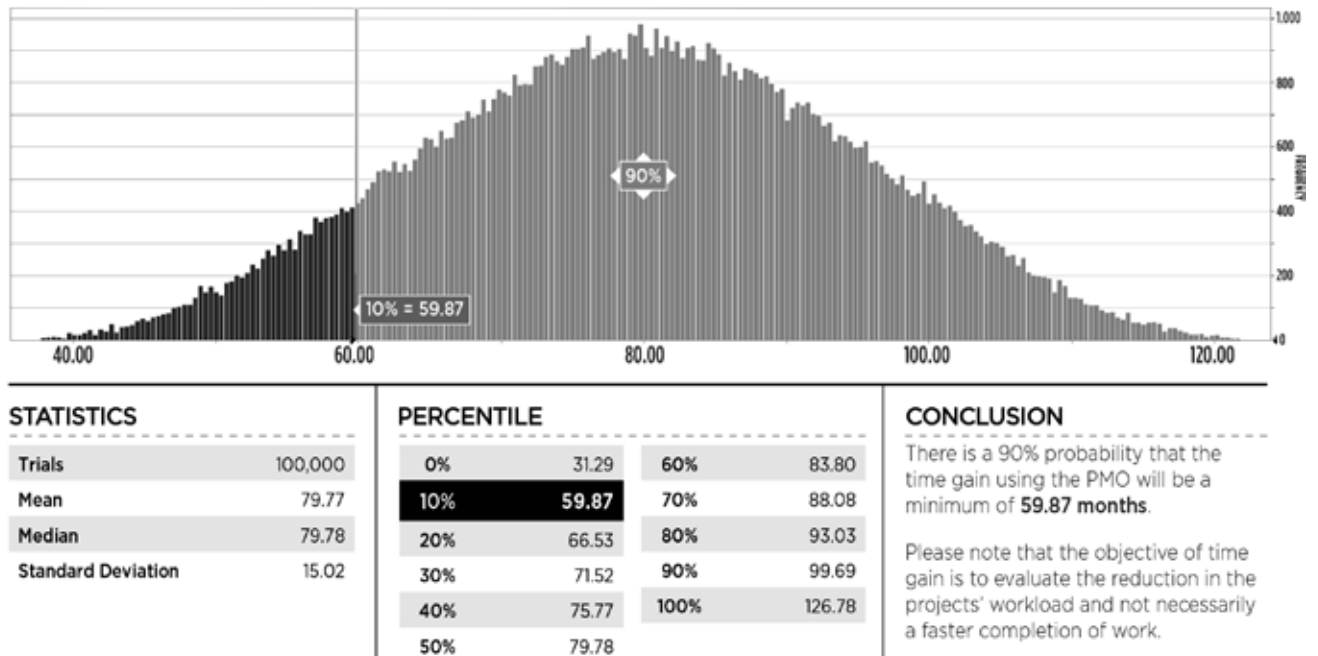 1.000
800
600
400
200
0
FREQUENCY
90%
10% = 59.87
40.00 60.00 80.00 100.00 120.00
STATISTICS
Trials 100,000
Mean 79.77
Median 79.78
Standard Deviation 15.02
PERCENTILE
0% 31.29
10% 59.87
20% 66.53
30% 71.52
40% 75.77
50% 79.78
60% 83.80
70% 88.08
80% 93.03
90% 99.69
100% 126.78
CONCLUSION
There is a 90% probability that the
time gain using the PMO will be a
minimum of 59.87 months.
Please note that the objective of time
gain is to evaluate the reduction in the
projects' workload and not necessarily
a faster completion of work.